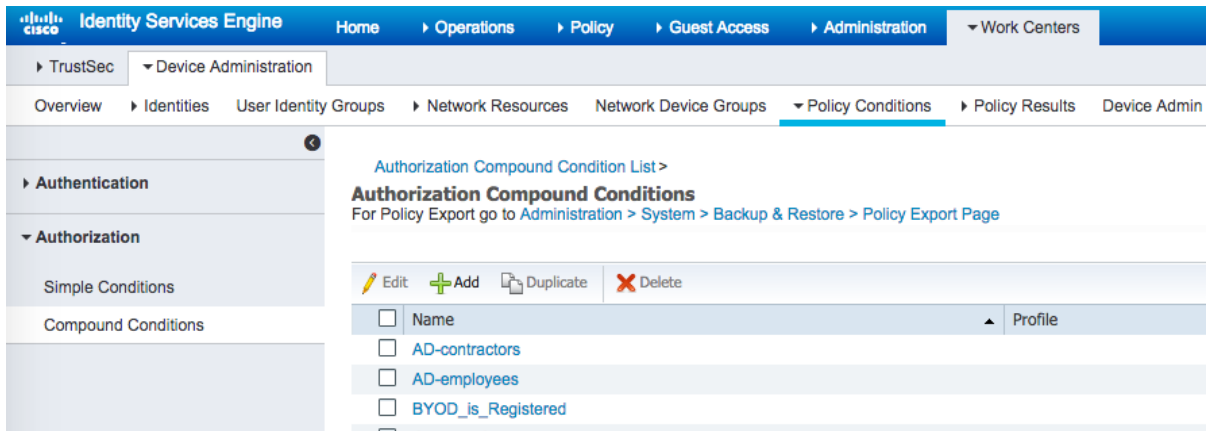 cisco Identity Services Engine Home Operations Policy Guest Access Administration Work Centers
TrustSec Device Administration
Overview Identities User Identity Groups Network Resources Network Device Groups Policy Conditions Policy Results Device Admin
Authentication
Authorization
Simple Conditions
Compound Conditions
Authorization Compound Condition List >
Authorization Compound Conditions
For Policy Export go to Administration > System > Backup & Restore > Policy Export Page
Edit Add Duplicate Delete
Name Profile
AD-contractors
AD-employees
BYOD_is_Registered